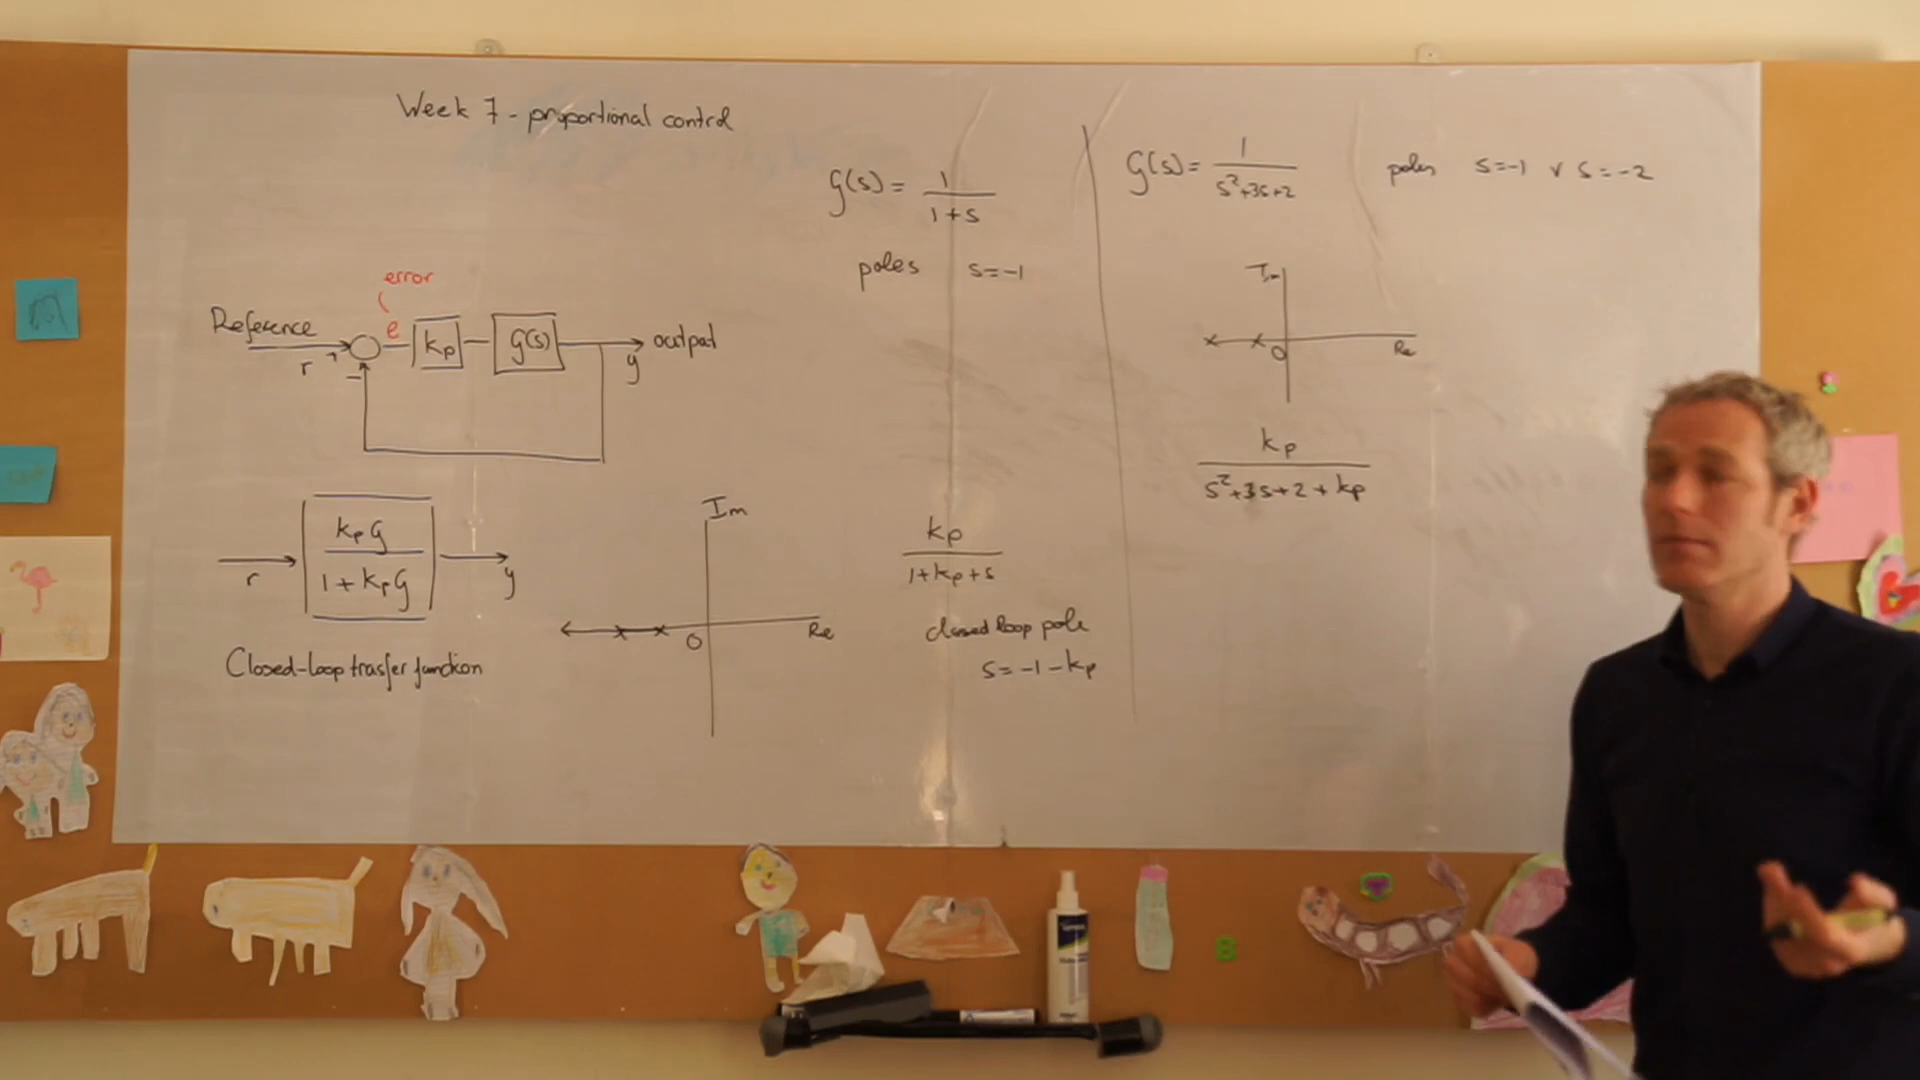 Week 7 - proportional control
error
Reference
r
+
−
e
kp
G(s)
y
output
r
kpG
1 + kpG
y
Closed-loop transfer function
Im
O
Re
G(s) = 1
1 + s
poles s = -1
kp
1 + kp + s
closed loop pole
s = -1 - kp
G(s) = 1
s²+3s+2
poles s = -1 ∨ s = -2
Im
O
Re
kp
s²+3s+2+kp
B